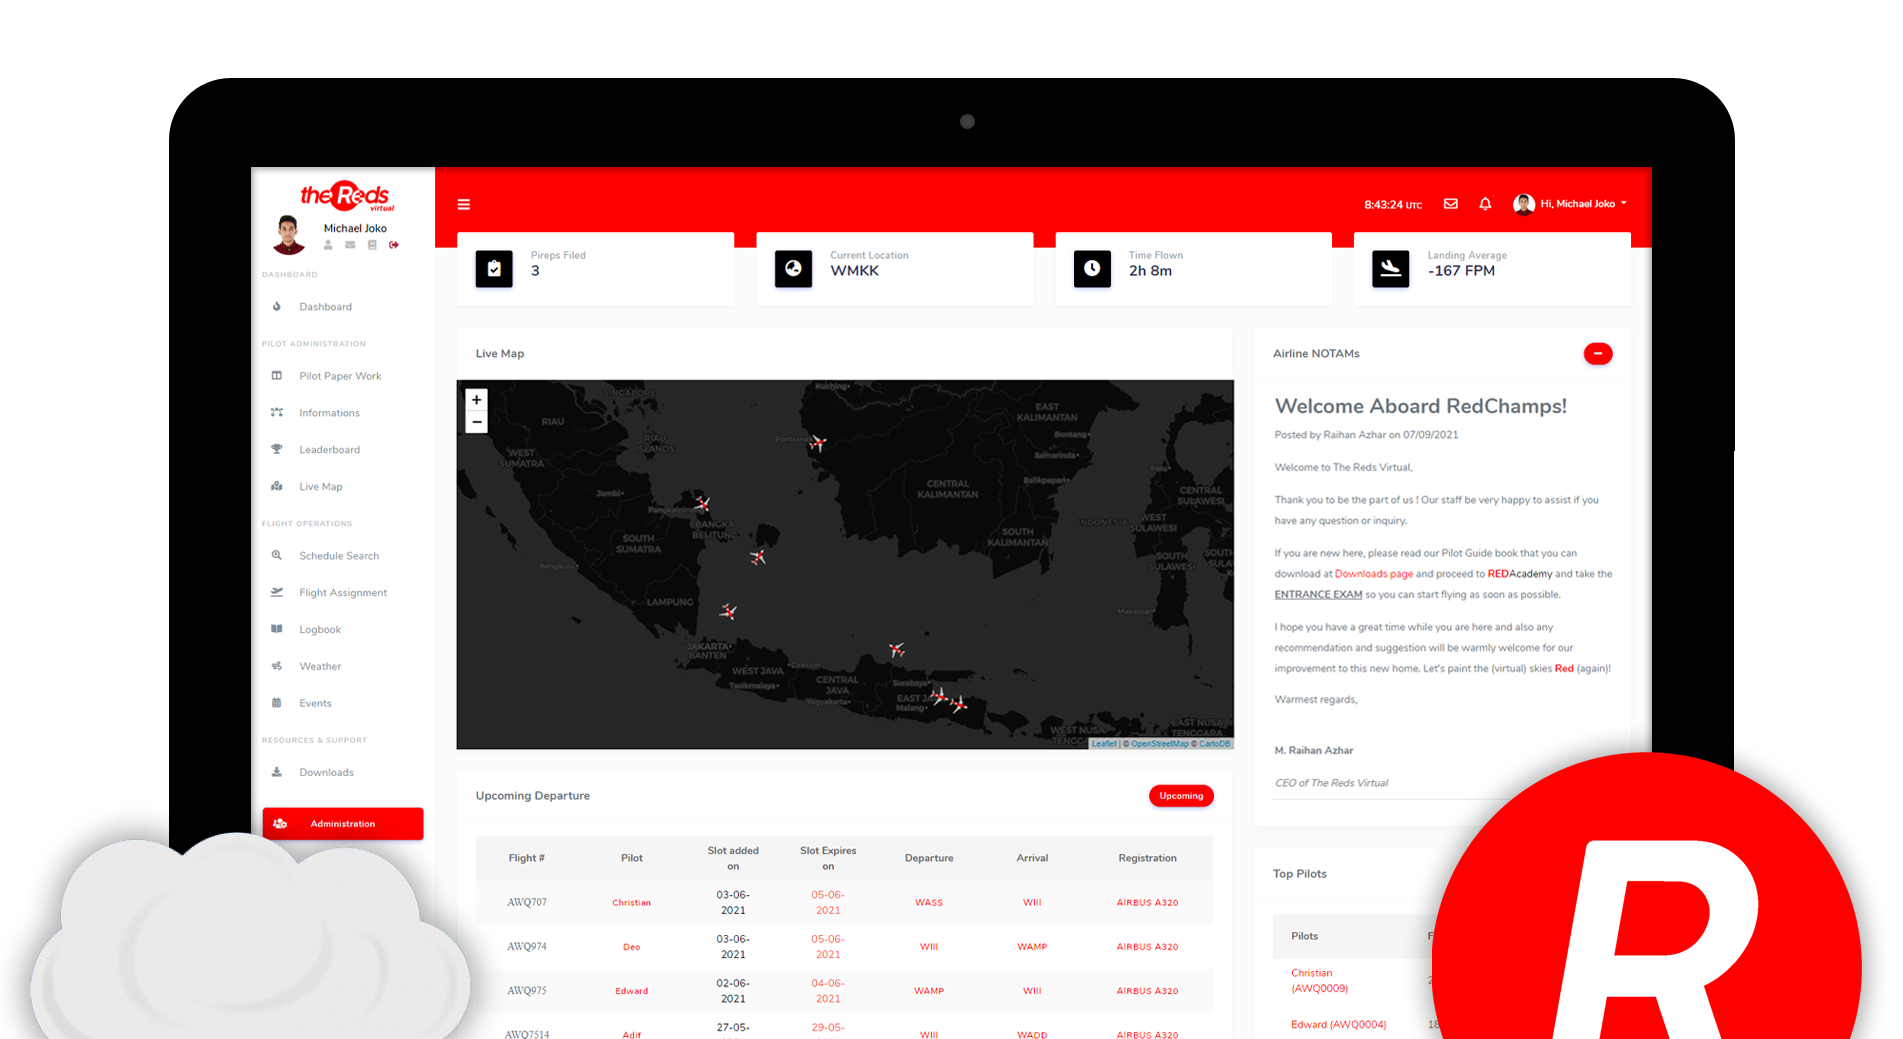 theReds
virtual
Michael Joko
DASHBOARD
Dashboard
PILOT ADMINISTRATION
Pilot Paper Work
Informations
Leaderboard
Live Map
FLIGHT OPERATIONS
Schedule Search
Flight Assignment
Logbook
Weather
Events
RESOURCES & SUPPORT
Downloads
Administration
8:43:24 UTC
Hi, Michael Joko
Pireps Filed
3
Current Location
WMKK
Time Flown
2h 8m
Landing Average
-167 FPM
Live Map
+
−
SINGAPORE
Kuching
RIAU
RIAU
ISLANDS
WEST
SUMATRA
Jambi
Pangkalpinang
BANGKA
BELITUNG
SOUTH
SUMATRA
Bengkulu
LAMPUNG
Pontianak
EAST
KALIMANTAN
Bontang
Samarinda
Balikpapan
CENTRAL
KALIMANTAN
SOUTH
KALIMANTAN
Palu
CENTRAL
SULAWESI
INDONESIA
WEST
SULAWESI
SOUTH
SULAWESI
SOUTH
SULA
Makassar
JAKARTA
BANTEN
WEST JAVA
Cirebon
Tasikmalaya
CENTRAL
JAVA
Yogyakarta
Surabaya
EAST JA
Malang
WEST NUSA
TENGG
EAST NUSA
TENGGARA
Leaflet | © OpenStreetMap © CartoDB
Airline NOTAMs
Welcome Aboard RedChamps!
Posted by Raihan Azhar on 07/09/2021
Welcome to The Reds Virtual,
Thank you to be the part of us ! Our staff be very happy to assist if you
have any question or inquiry.
If you are new here, please read our Pilot Guide book that you can
download at Downloads page and proceed to REDAcademy and take the
ENTRANCE EXAM so you can start flying as soon as possible.
I hope you have a great time while you are here and also any
recommendation and suggestion will be warmly welcome for our
improvement to this new home. Let's paint the (virtual) skies Red (again)!
Warmest regards,
M. Raihan Azhar
CEO of The Reds Virtual
Upcoming Departure
Upcoming
Flight # Pilot Slot added on Slot Expires on Departure Arrival Registration
AWQ707 Christian 03-06-2021 05-06-2021 WASS WIII AIRBUS A320
AWQ974 Deo 03-06-2021 05-06-2021 WIII WAMP AIRBUS A320
AWQ975 Edward 02-06-2021 04-06-2021 WAMP WIII AIRBUS A320
AWQ7514 Adif 27-05- 29-05- WIII WADD AIRBUS A320
Top Pilots
Pilots F
Christian
(AWQ0009) 2
Edward (AWQ0004) 18
R